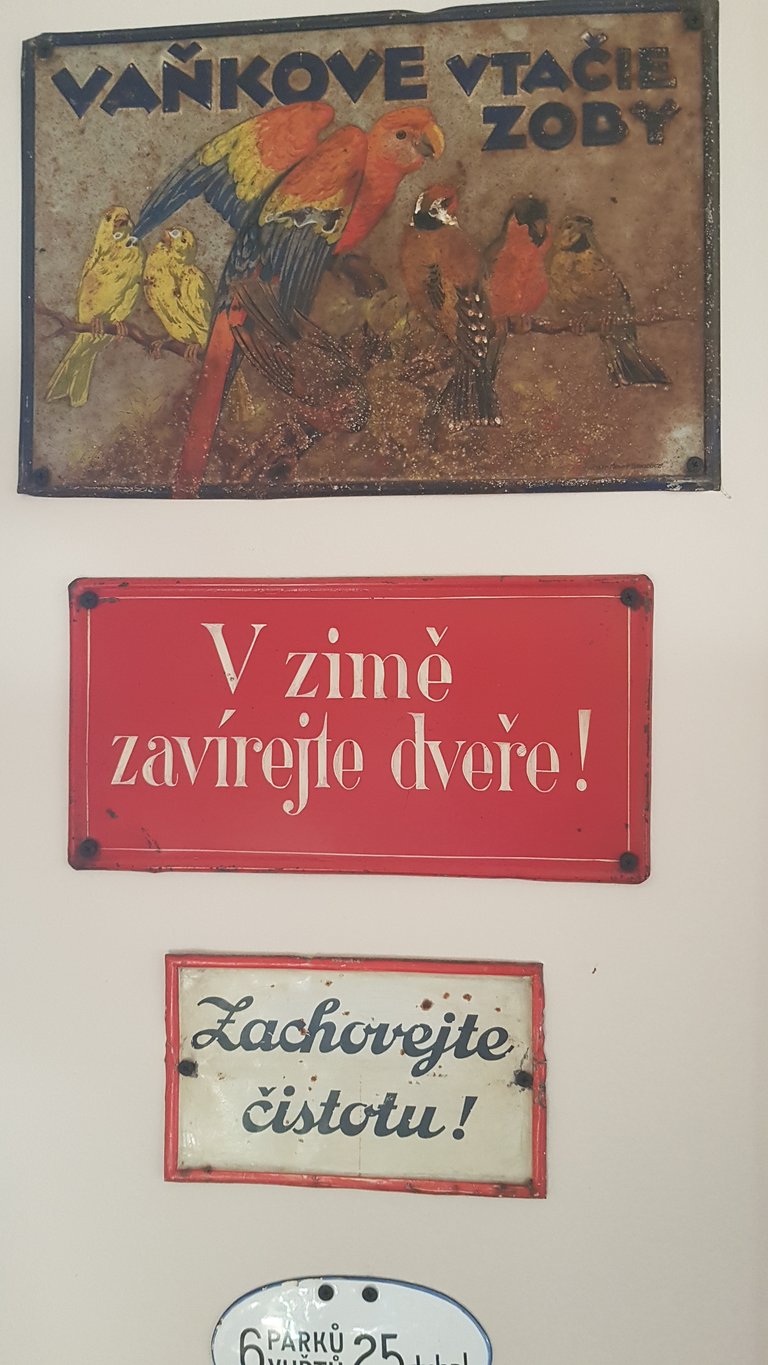 VAŇKOVE VTAČIE
ZOBY
V zimě
zavírejte dveře!
Zachovejte
čistotu!
6 PÁRKŮ 25